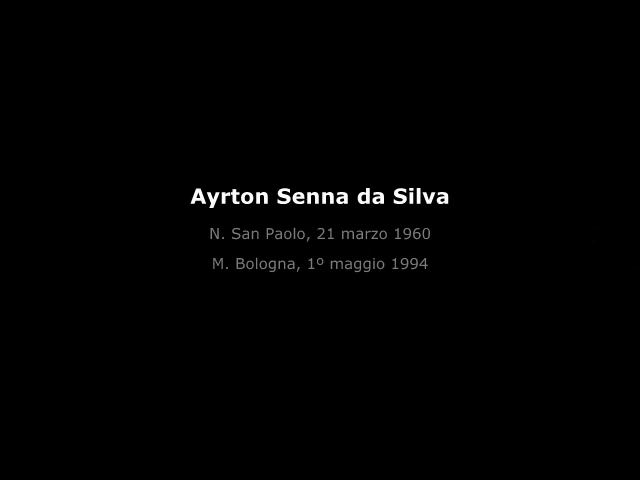 Ayrton Senna da Silva
N. San Paolo, 21 marzo 1960
M. Bologna, 1º maggio 1994